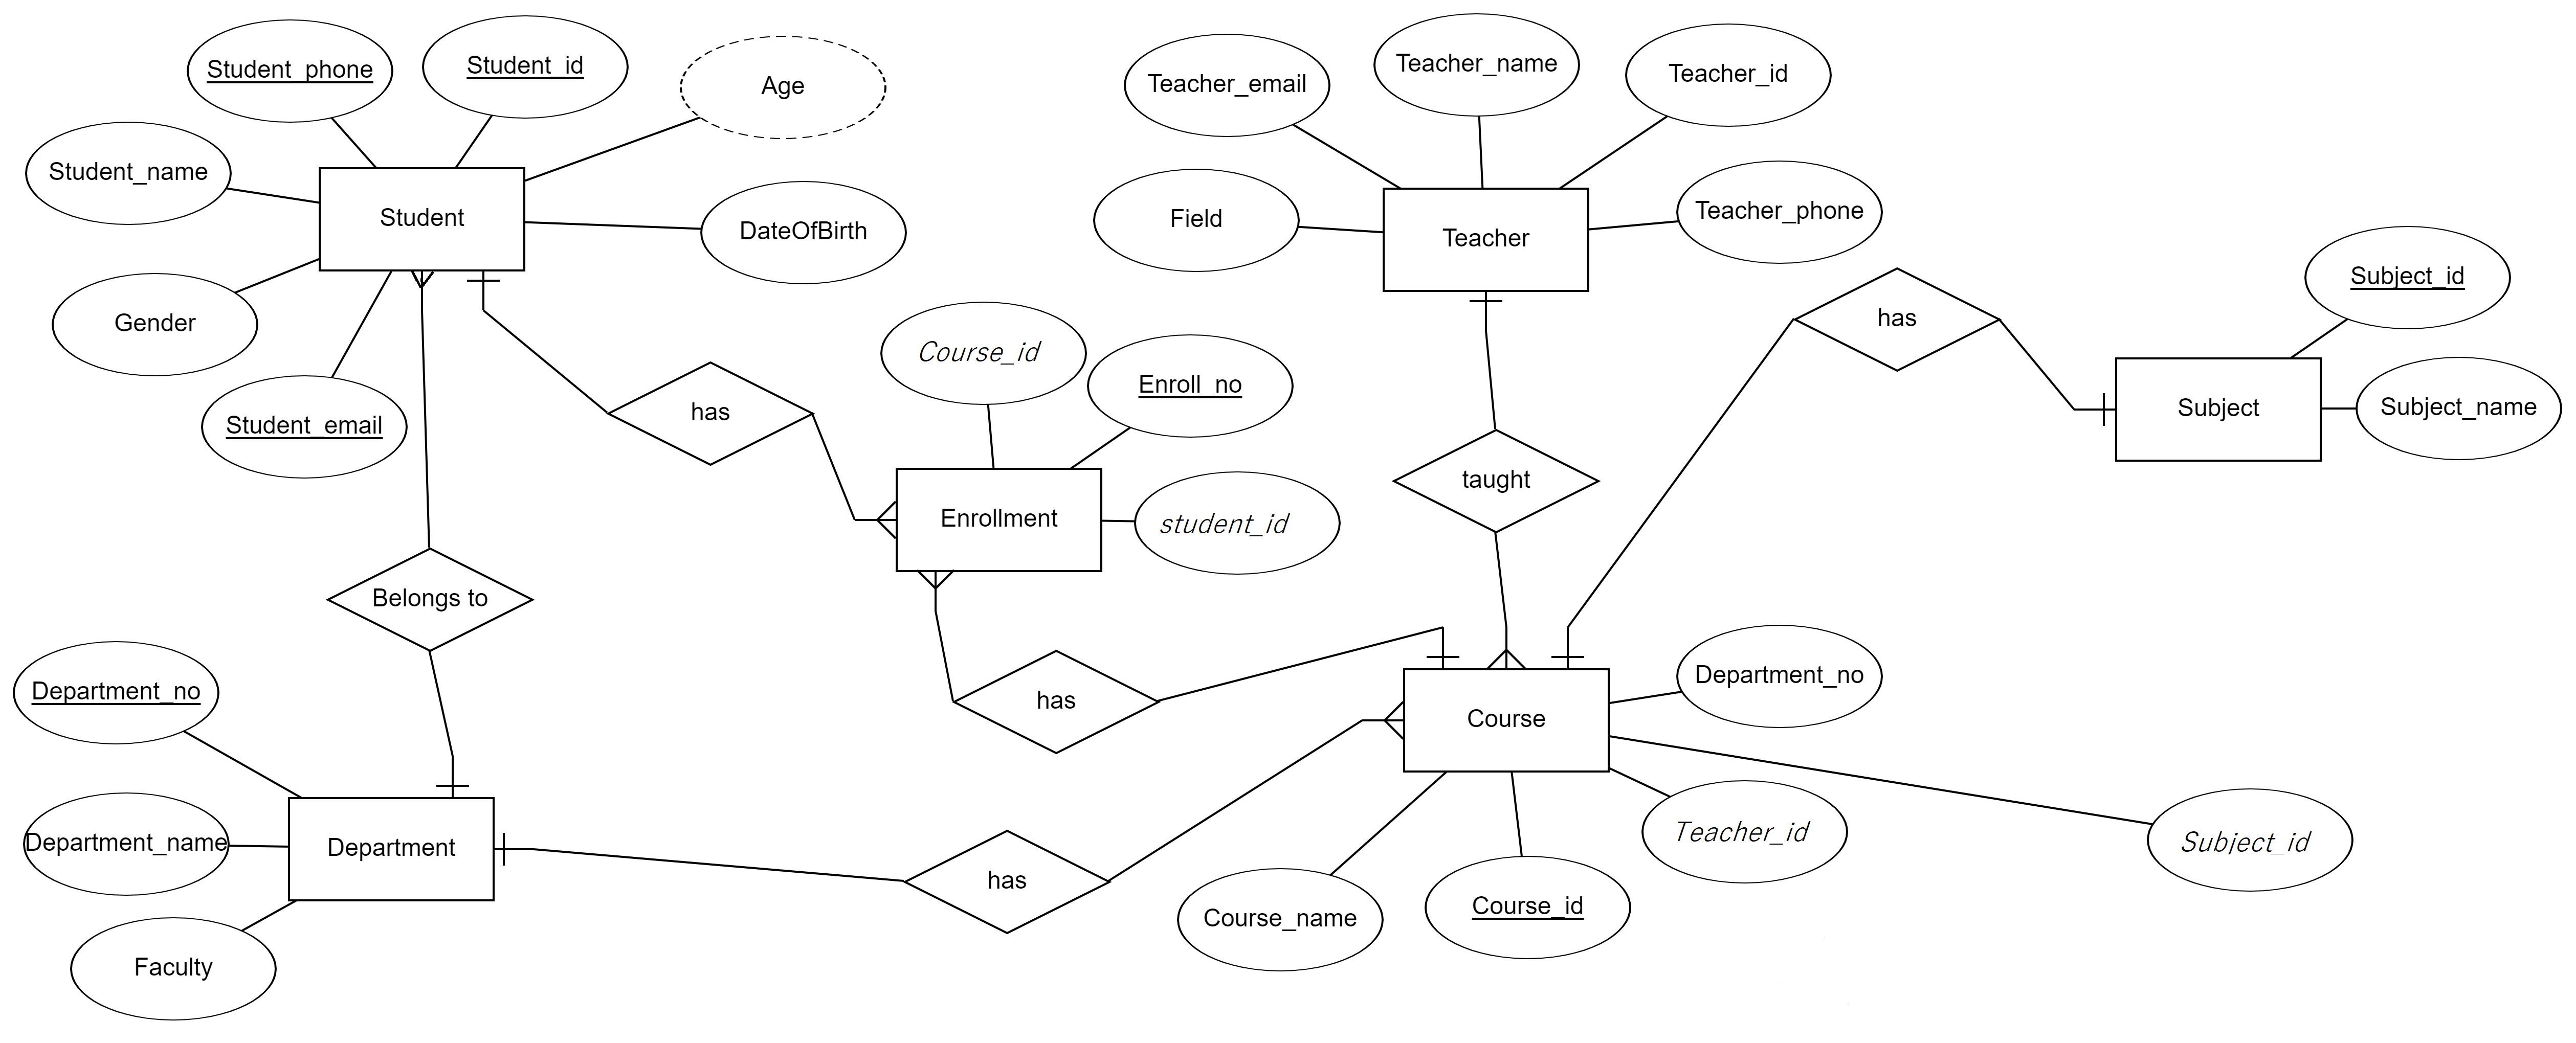 Student_phone
Student_id
Age
Student_name
Student
DateOfBirth
Gender
Student_email
Teacher_email
Teacher_name
Teacher_id
Field
Teacher
Teacher_phone
has
Subject_id
Subject
Subject_name
has
Course_id
Enroll_no
Enrollment
student_id
taught
Belongs to
has
Department_no
Department_name
Department
Faculty
has
Course
Department_no
Teacher_id
Subject_id
Course_name
Course_id